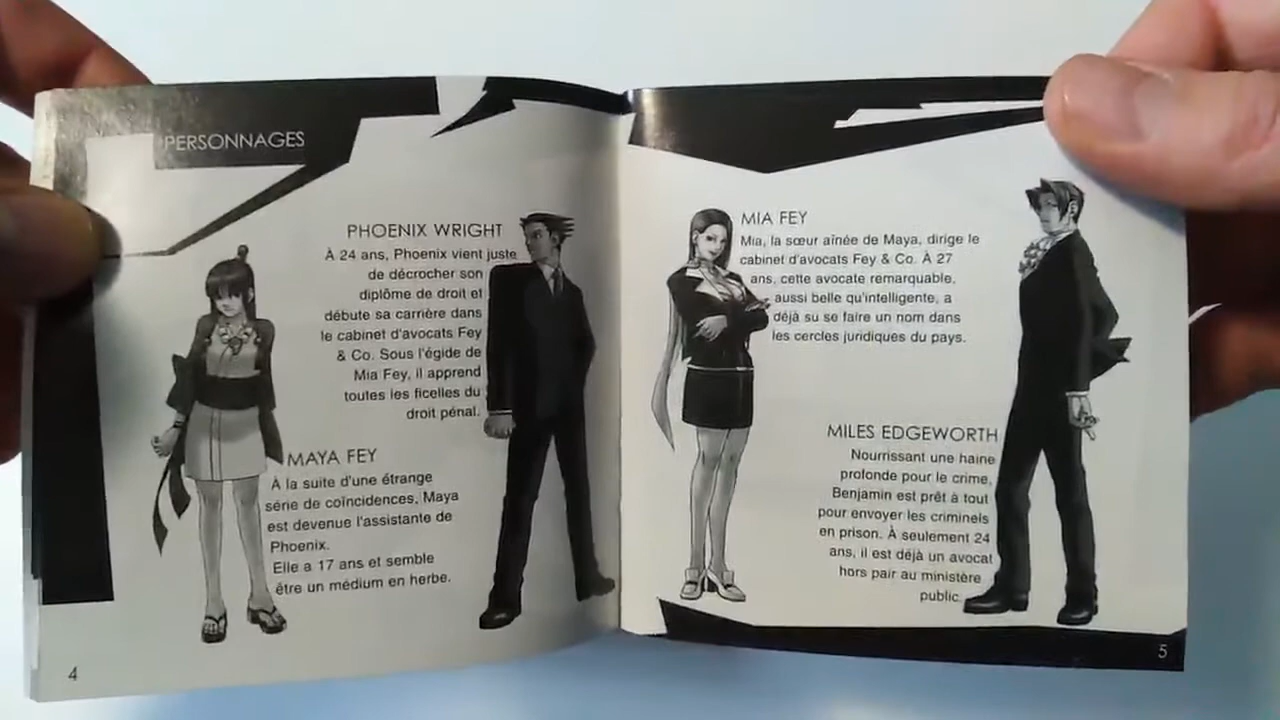 PERSONNAGES
PHOENIX WRIGHT
À 24 ans, Phoenix vient juste
de décrocher son
diplôme de droit et
débute sa carrière dans
le cabinet d'avocats Fey
& Co. Sous l'égide de
Mia Fey, il apprend
toutes les ficelles du
droit pénal.
MAYA FEY
À la suite d'une étrange
série de coïncidences, Maya
est devenue l'assistante de
Phoenix.
Elle a 17 ans et semble
être un médium en herbe.
4
MIA FEY
Mia, la sœur aînée de Maya, dirige le
cabinet d'avocats Fey & Co. À 27
ans, cette avocate remarquable,
aussi belle qu'intelligente, a
déjà su se faire un nom dans
les cercles juridiques du pays.
MILES EDGEWORTH
Nourrissant une haine
profonde pour le crime,
Benjamin est prêt à tout
pour envoyer les criminels
en prison. À seulement 24
ans, il est déjà un avocat
hors pair au ministère
public.
5